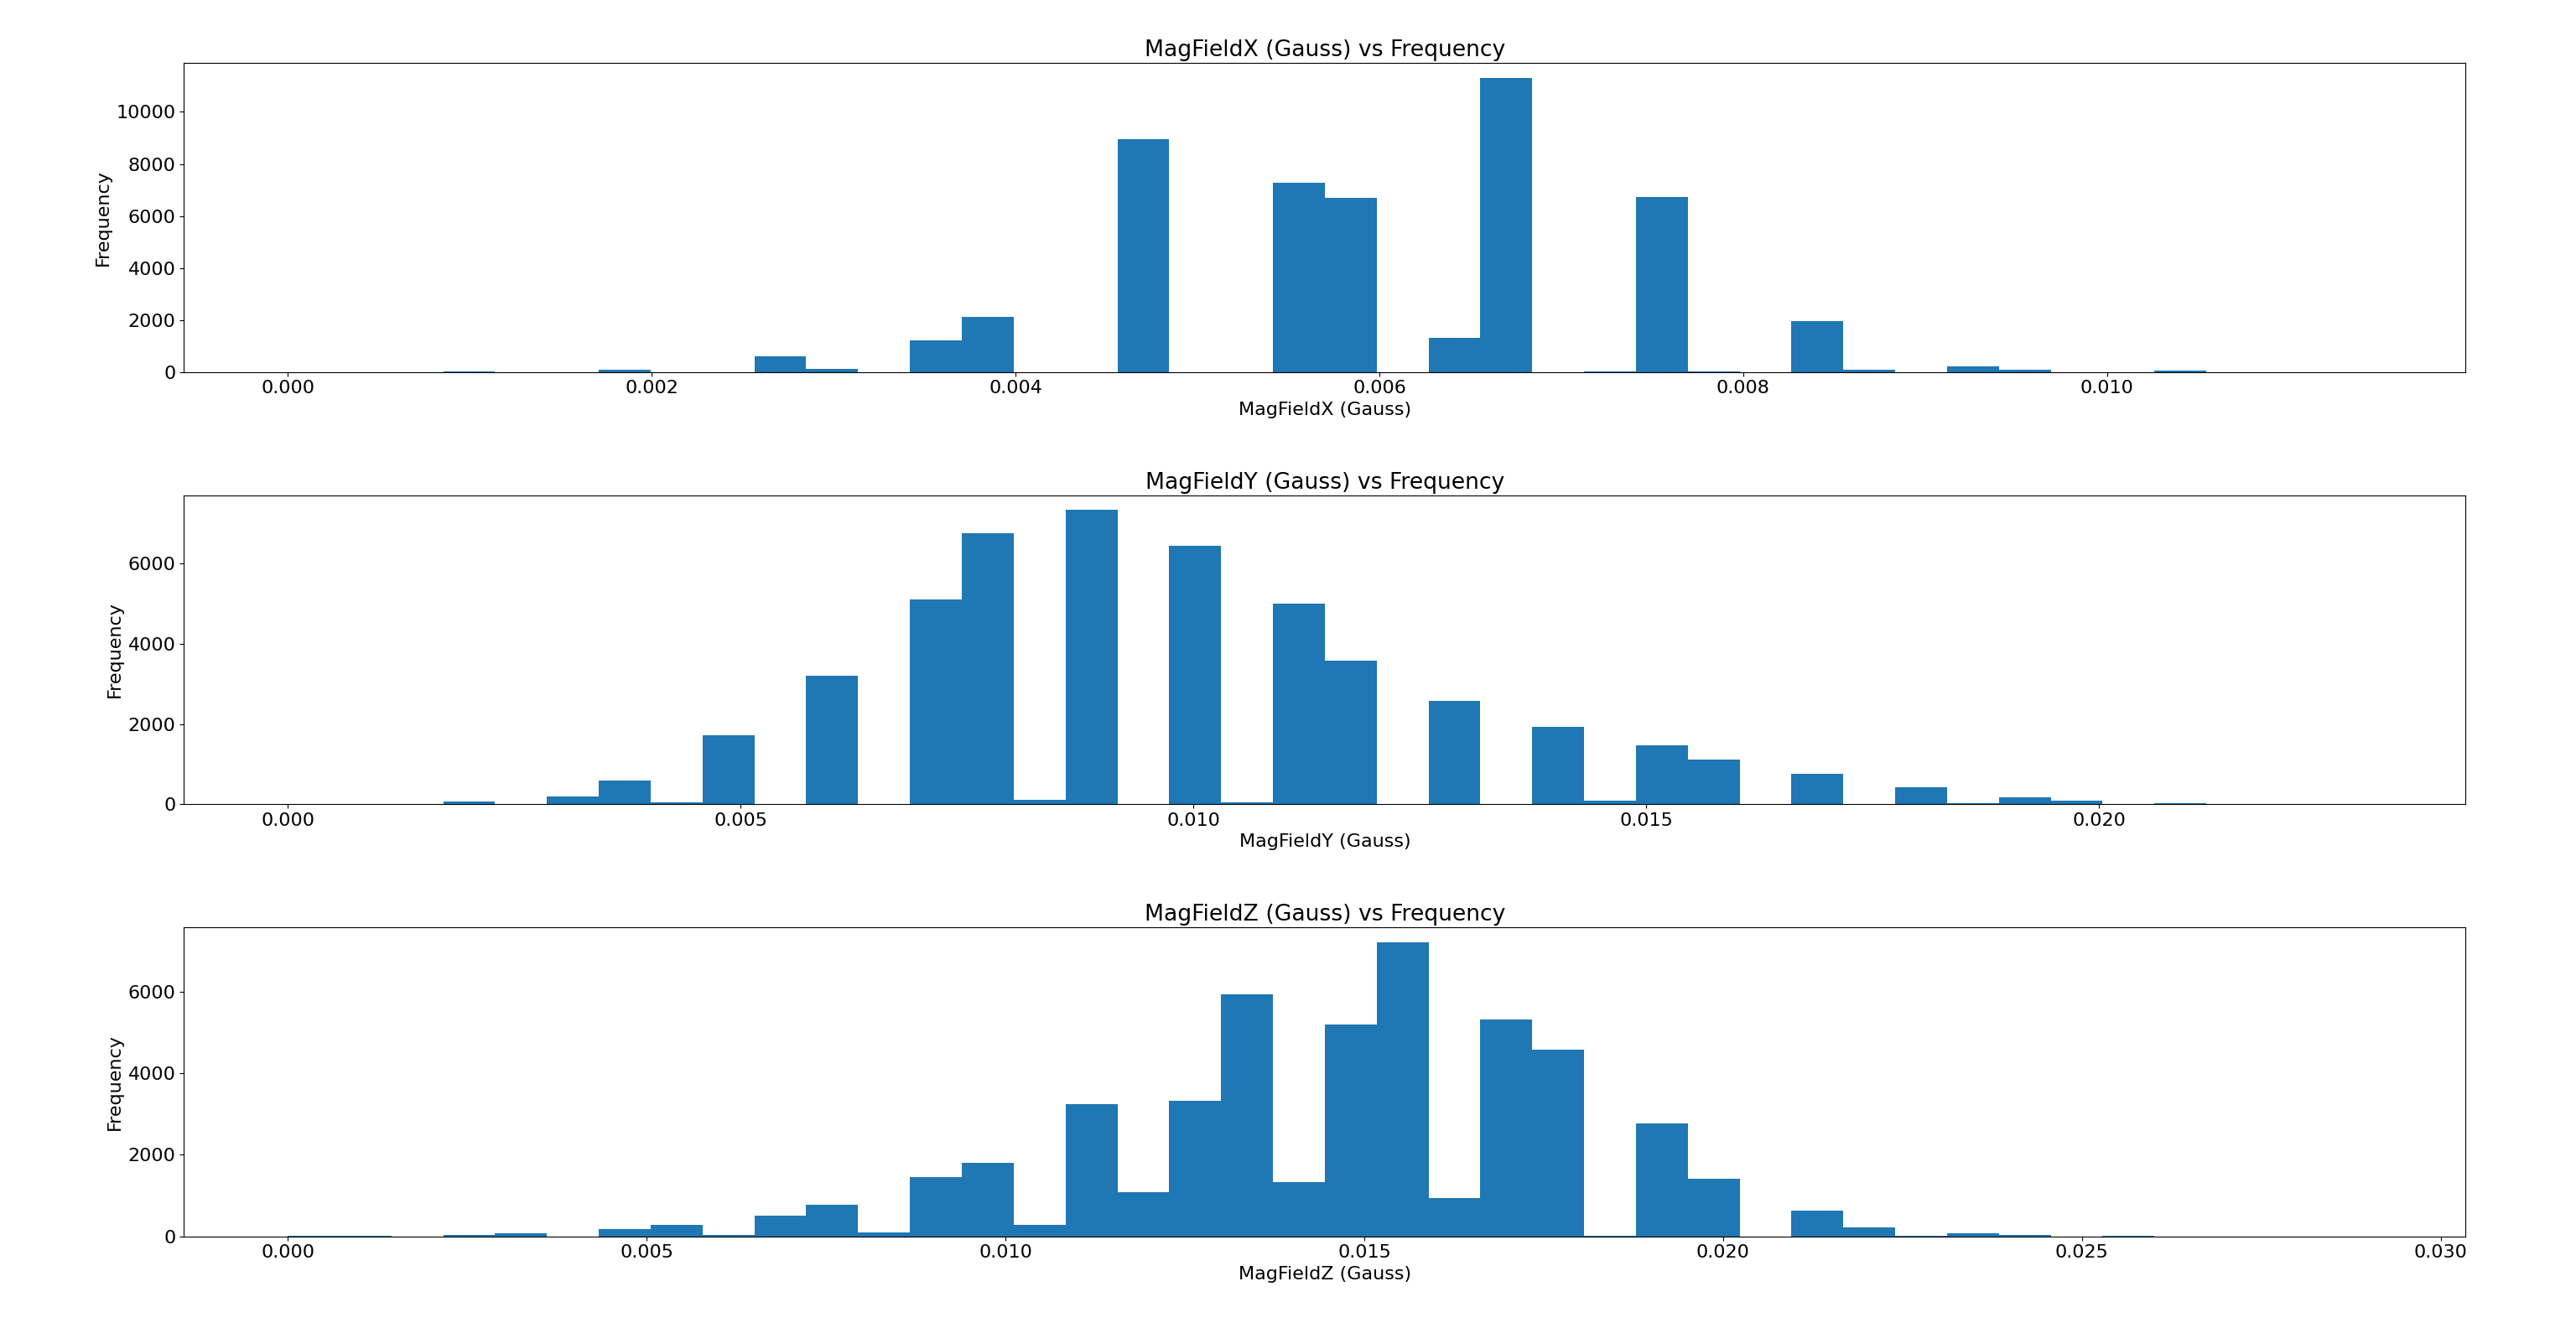 MagFieldX (Gauss) vs Frequency
10000
8000
6000
4000
2000
0
Frequency
0.000 0.002 0.004 0.006 0.008 0.010
MagFieldX (Gauss)
MagFieldY (Gauss) vs Frequency
6000
4000
2000
0
Frequency
0.000 0.005 0.010 0.015 0.020
MagFieldY (Gauss)
MagFieldZ (Gauss) vs Frequency
6000
4000
2000
0
Frequency
0.000 0.005 0.010 0.015 0.020 0.025 0.030
MagFieldZ (Gauss)